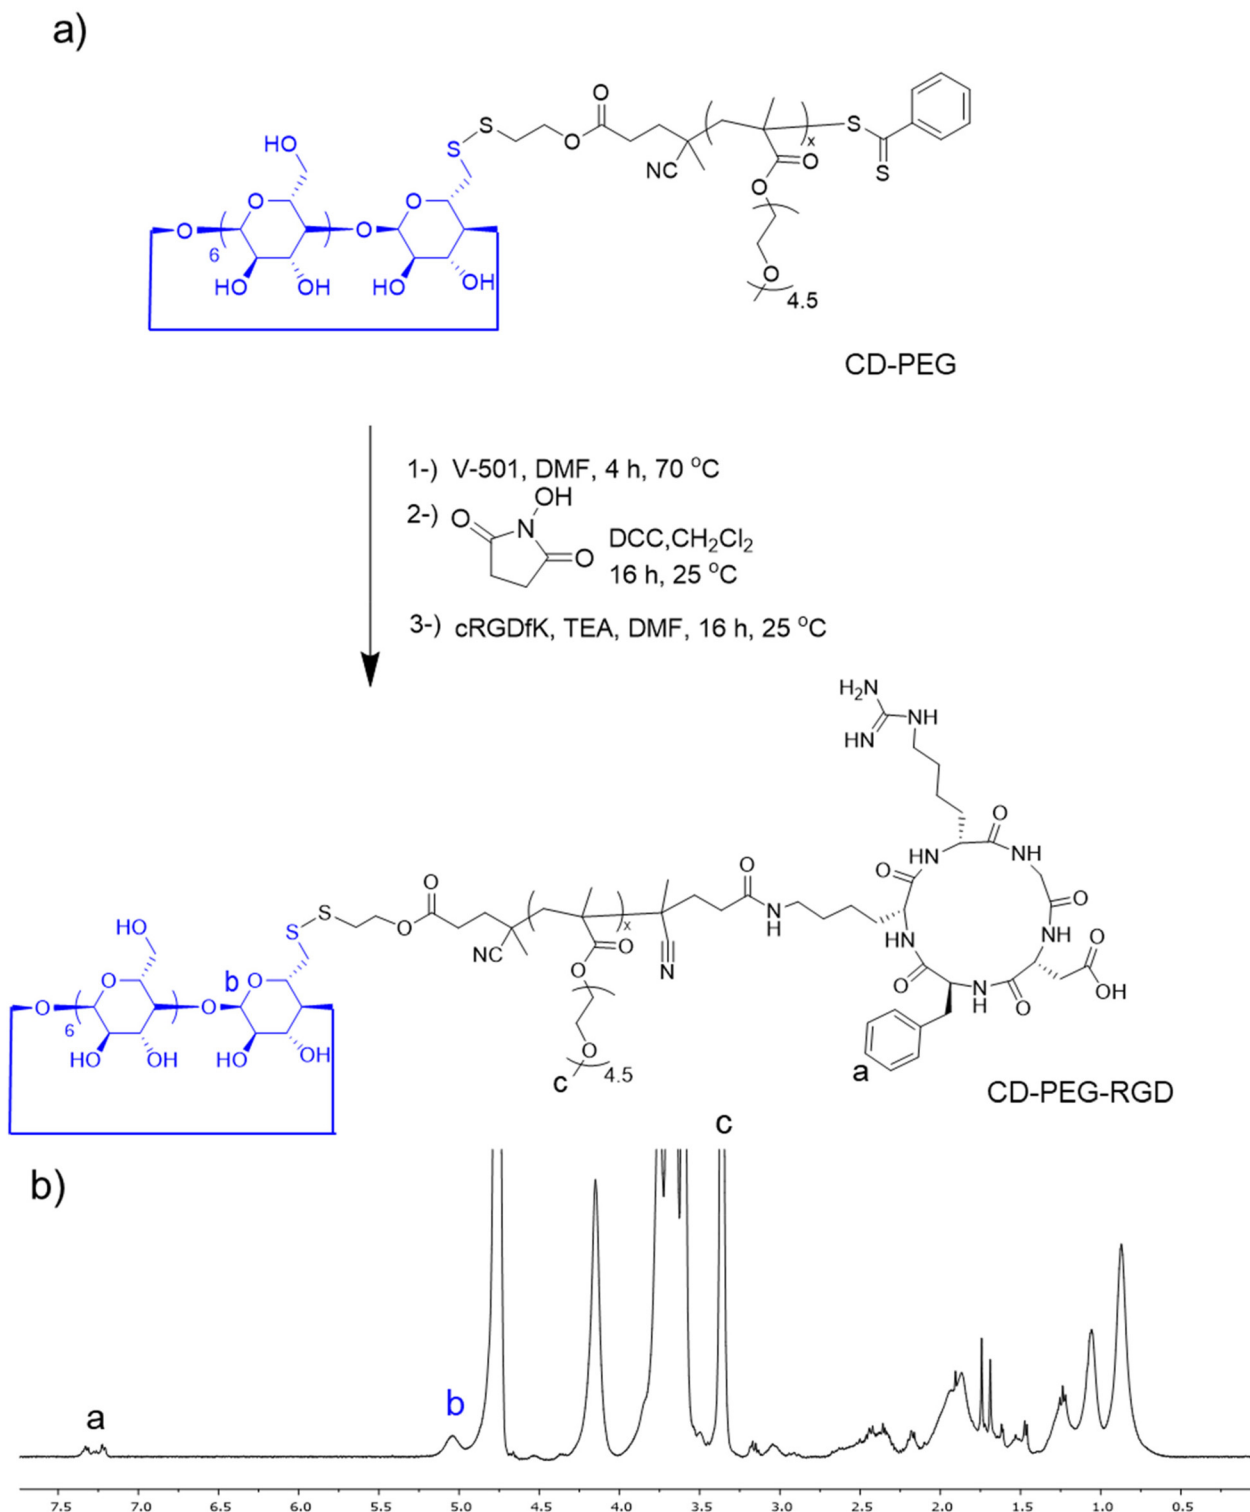 a)
O
S
S
O
NC
x
S
S
O
O
O
4.5
HO
O
O
O
6
HO
OH
O
HO
OH
CD-PEG
1-) V-501, DMF, 4 h, 70 °C
2-)
OH
O
N
O
DCC,CH₂Cl₂
16 h, 25 °C
3-) cRGDfK, TEA, DMF, 16 h, 25 °C
H₂N
NH
HN
O
HN
NH
O
O
O
O
N
H
O
NH
HN
O
O
OH
N
H
O
S
S
O
NC
x
N
O
O
O
c
4.5
HO
O
b
O
O
6
O
HO
OH
HO
OH
a
CD-PEG-RGD
b)
c
b
a
7.5 7.0 6.5 6.0 5.5 5.0 4.5 4.0 3.5 3.0 2.5 2.0 1.5 1.0 0.5